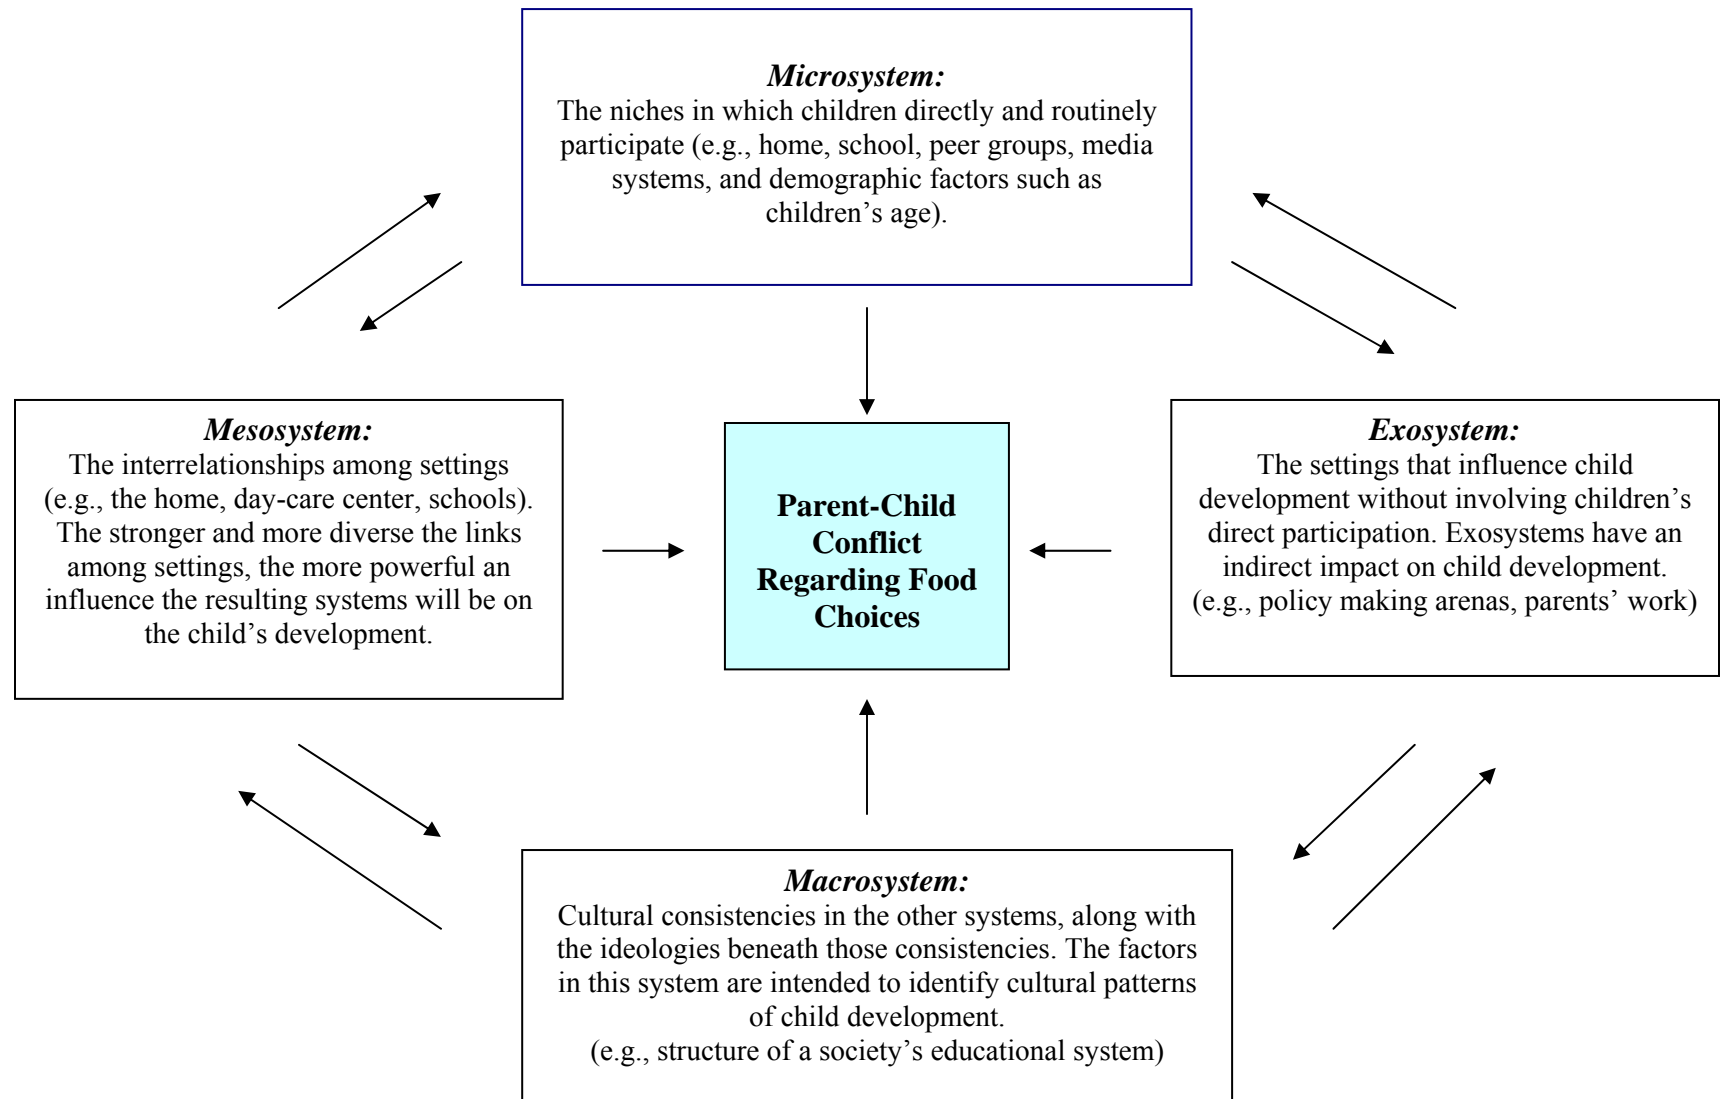 Microsystem:
The niches in which children directly and routinely
participate (e.g., home, school, peer groups, media
systems, and demographic factors such as
children’s age).
Mesosystem:
The interrelationships among settings
(e.g., the home, day-care center, schools).
The stronger and more diverse the links
among settings, the more powerful an
influence the resulting systems will be on
the child’s development.
Parent-Child
Conflict
Regarding Food
Choices
Exosystem:
The settings that influence child
development without involving children’s
direct participation. Exosystems have an
indirect impact on child development.
(e.g., policy making arenas, parents’ work)
Macrosystem:
Cultural consistencies in the other systems, along with
the ideologies beneath those consistencies. The factors
in this system are intended to identify cultural patterns
of child development.
(e.g., structure of a society’s educational system)